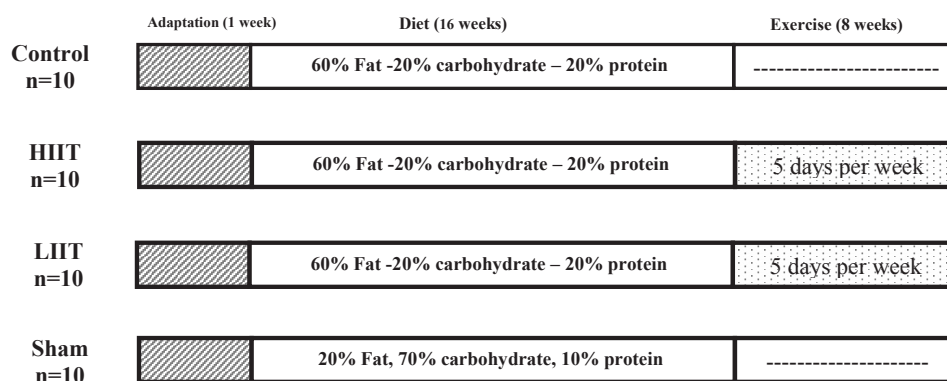 Adaptation (1 week) Diet (16 weeks) Exercise (8 weeks)
Control
n=10
60% Fat -20% carbohydrate – 20% protein
------------------------
HIIT
n=10
60% Fat -20% carbohydrate – 20% protein
5 days per week
LIIT
n=10
60% Fat -20% carbohydrate – 20% protein
5 days per week
Sham
n=10
20% Fat, 70% carbohydrate, 10% protein
----------------------